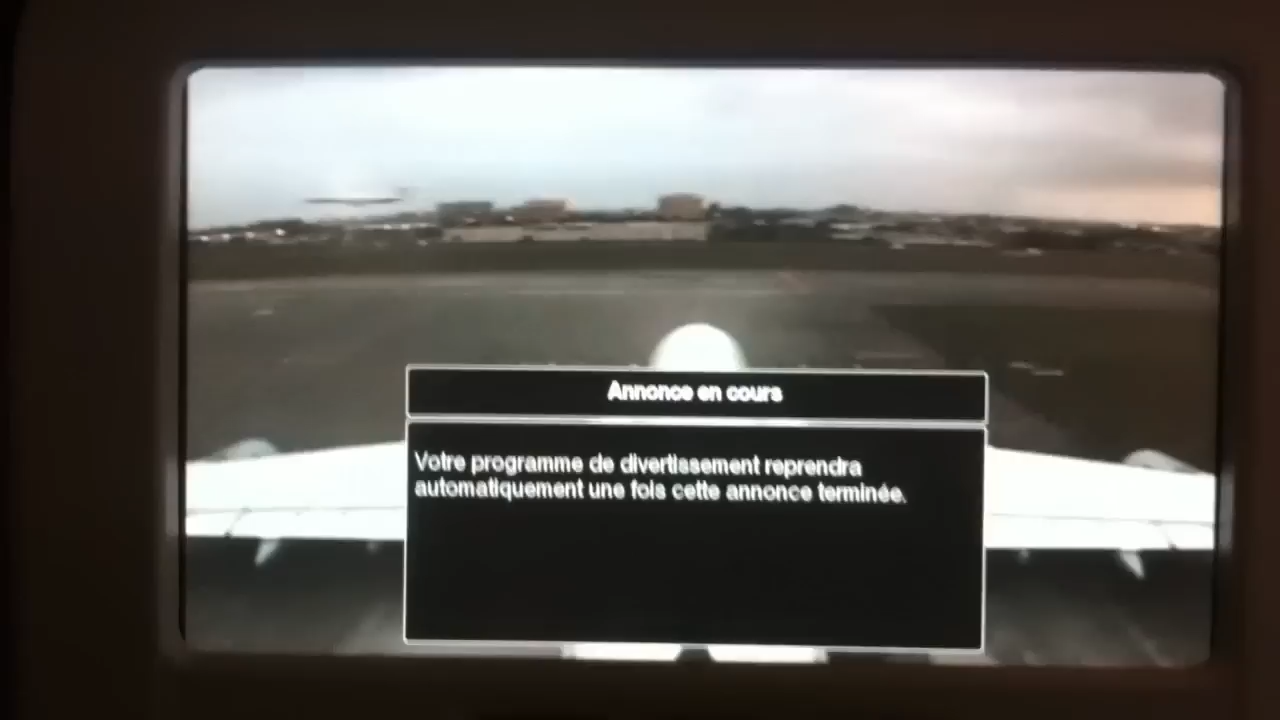 Annonce en cours
Votre programme de divertissement reprendra
automatiquement une fois cette annonce terminée.